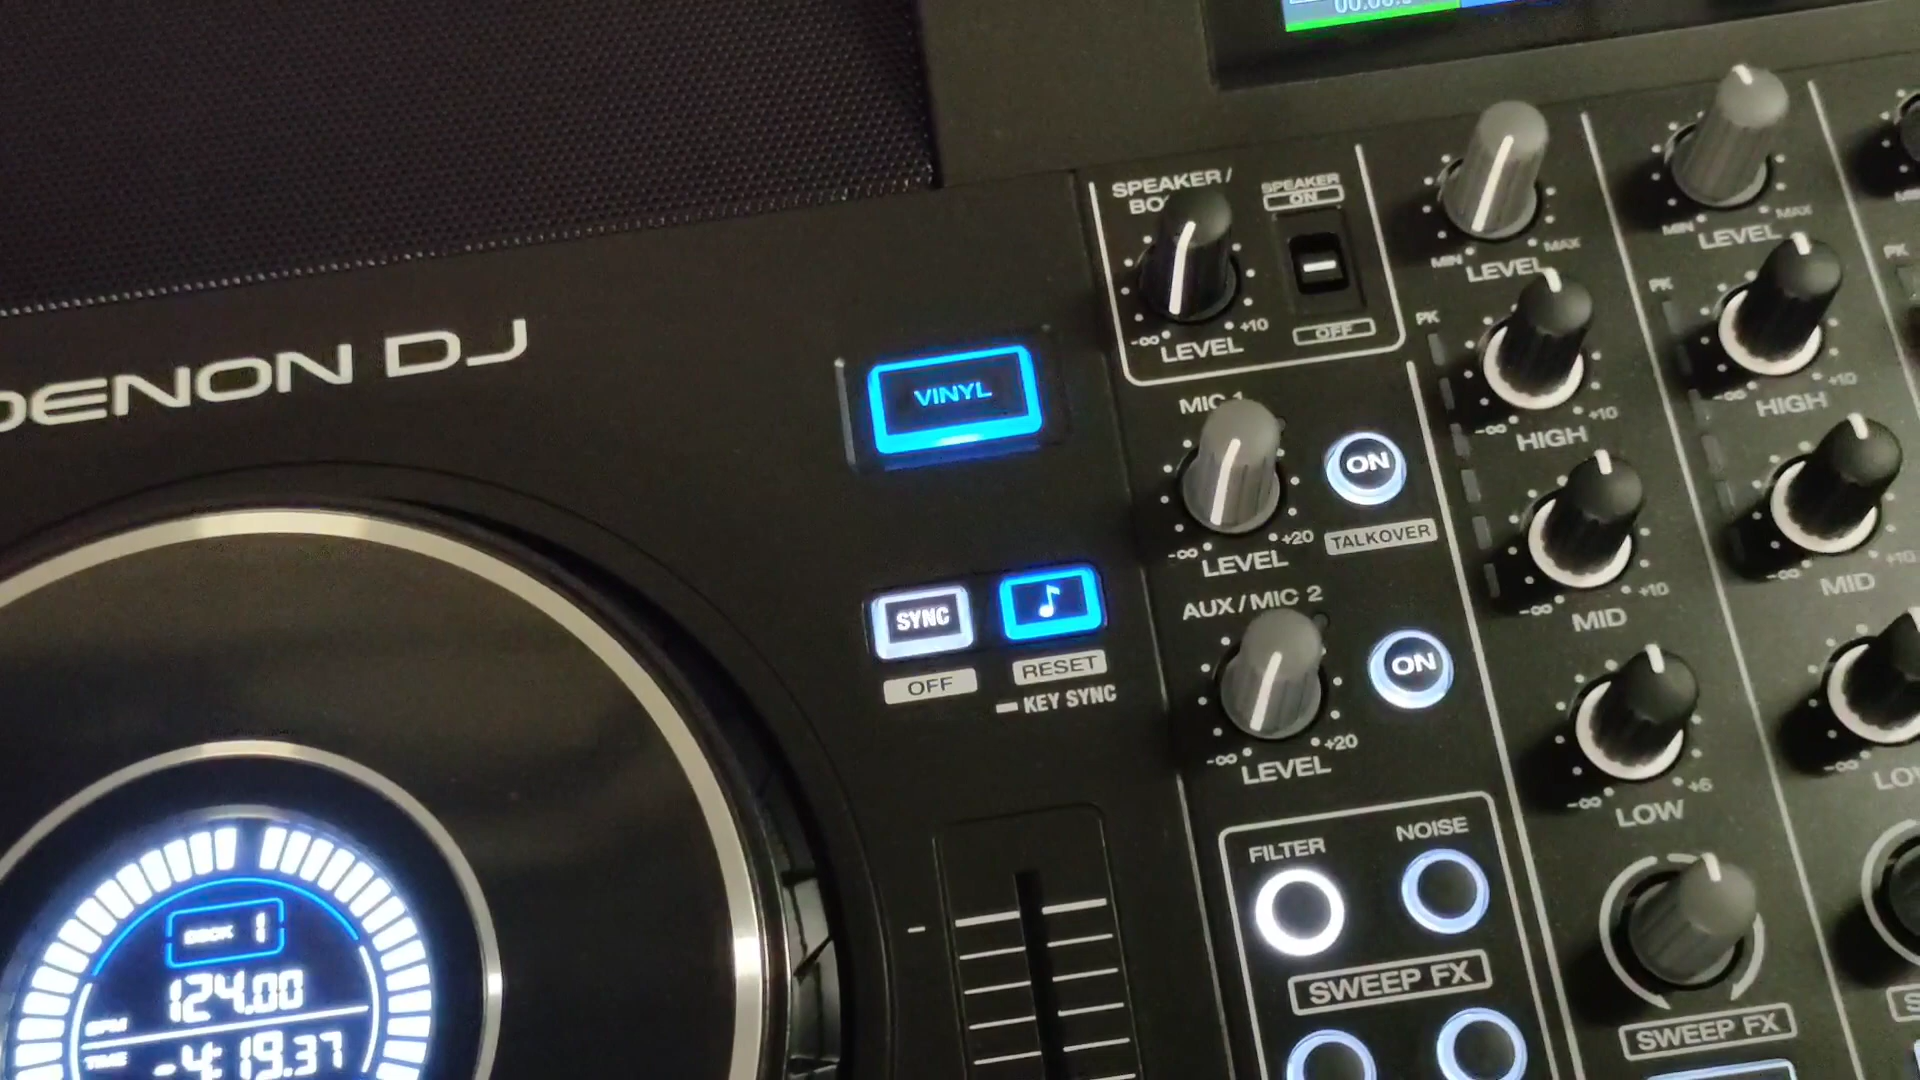 SPEAKER/
SPEAKER
ON
OFF
-∞ +10
LEVEL
DENON DJ
VINYL
MIC 1
ON
TALKOVER
-∞ +20
LEVEL
SYNC
OFF
RESET
KEY SYNC
AUX/MIC 2
ON
-∞ +20
LEVEL
FILTER
NOISE
SWEEP FX
MIN MAX
LEVEL
PK
-∞ +10
HIGH
-∞ +10
MID
-∞ +6
LOW
SWEEP FX
MIN MAX
LEVEL
PK
-∞ +10
HIGH
-∞ +10
MID
-∞
PK
DECK 1
124.00
BPM
TIME
-4:19.37